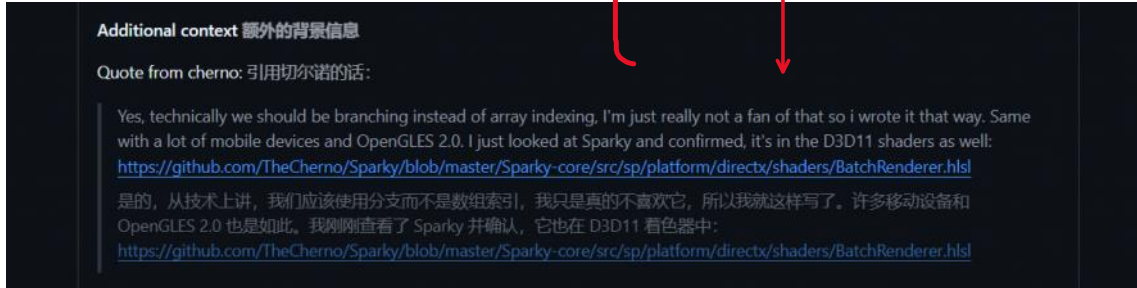 Additional context 额外的背景信息
Quote from cherno: 引用切尔诺的话：
Yes, technically we should be branching instead of array indexing, I'm just really not a fan of that so i wrote it that way. Same
with a lot of mobile devices and OpenGLES 2.0. I just looked at Sparky and confirmed, it's in the D3D11 shaders as well:
https://github.com/TheCherno/Sparky/blob/master/Sparky-core/src/sp/platform/directx/shaders/BatchRenderer.hlsl
是的，从技术上讲，我们应该使用分支而不是数组索引，我只是真的不喜欢它，所以我就这样写了。许多移动设备和
OpenGLES 2.0 也是如此。我刚刚查看了 Sparky 并确认，它也在 D3D11 着色器中：
https://github.com/TheCherno/Sparky/blob/master/Sparky-core/src/sp/platform/directx/shaders/BatchRenderer.hlsl